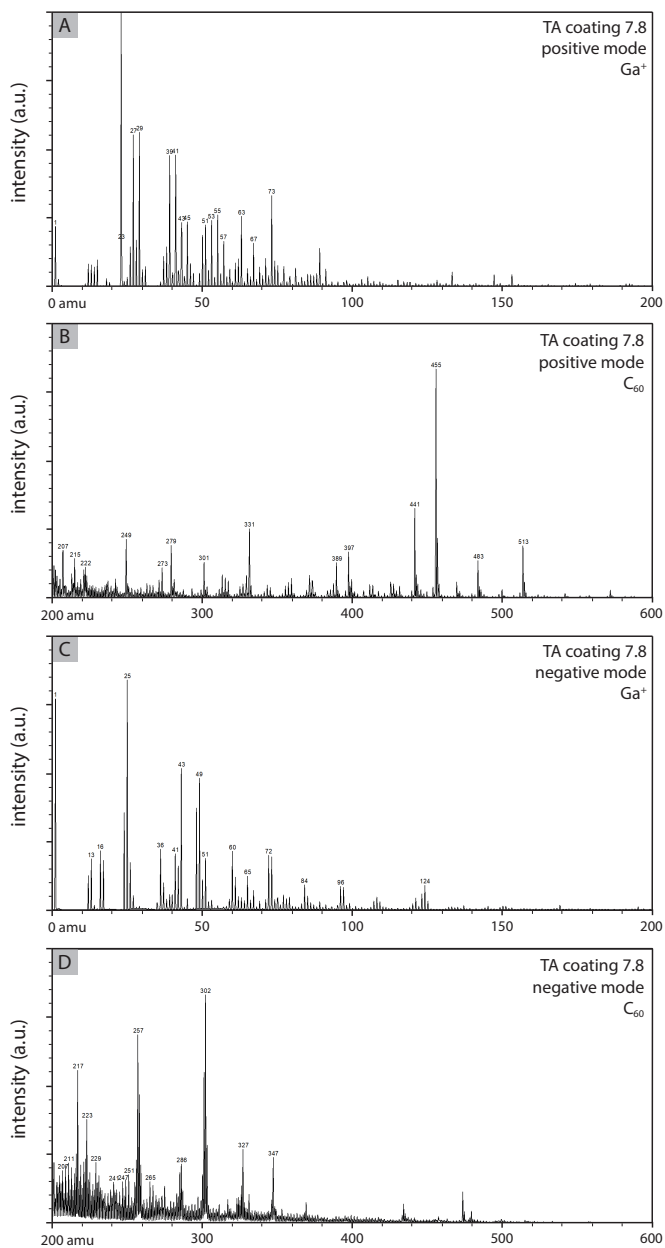 A
TA coating 7.8
positive mode
Ga⁺
intensity (a.u.)
1
23
27
29
39
41
43
45
51
53
55
57
63
67
73
0 amu 50 100 150 200
B
TA coating 7.8
positive mode
C₆₀
intensity (a.u.)
207
215
222
249
273
279
301
331
389
397
441
455
483
513
200 amu 300 400 600
C
TA coating 7.8
negative mode
Ga⁺
intensity (a.u.)
1
13
16
25
36
41
43
49
51
60
65
72
84
96
124
0 amu 50 100 150 200
D
TA coating 7.8
negative mode
C₆₀
intensity (a.u.)
207
211
217
223
229
241
247
251
257
265
286
302
327
347
200 amu 300 400 500 600